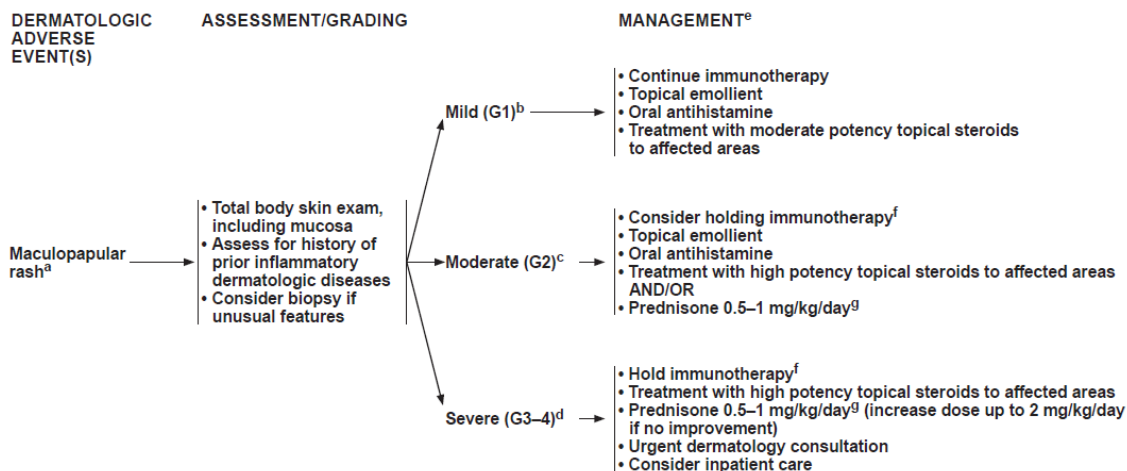 DERMATOLOGIC
ADVERSE
EVENT(S)
ASSESSMENT/GRADING
MANAGEMENTe
Maculopapular
rasha
• Total body skin exam,
including mucosa
• Assess for history of
prior inflammatory
dermatologic diseases
• Consider biopsy if
unusual features
Mild (G1)b
• Continue immunotherapy
• Topical emollient
• Oral antihistamine
• Treatment with moderate potency topical steroids
to affected areas
Moderate (G2)c
• Consider holding immunotherapyf
• Topical emollient
• Oral antihistamine
• Treatment with high potency topical steroids to affected areas
AND/OR
• Prednisone 0.5–1 mg/kg/dayg
Severe (G3–4)d
• Hold immunotherapyf
• Treatment with high potency topical steroids to affected areas
• Prednisone 0.5–1 mg/kg/dayg (increase dose up to 2 mg/kg/day
if no improvement)
• Urgent dermatology consultation
• Consider inpatient care